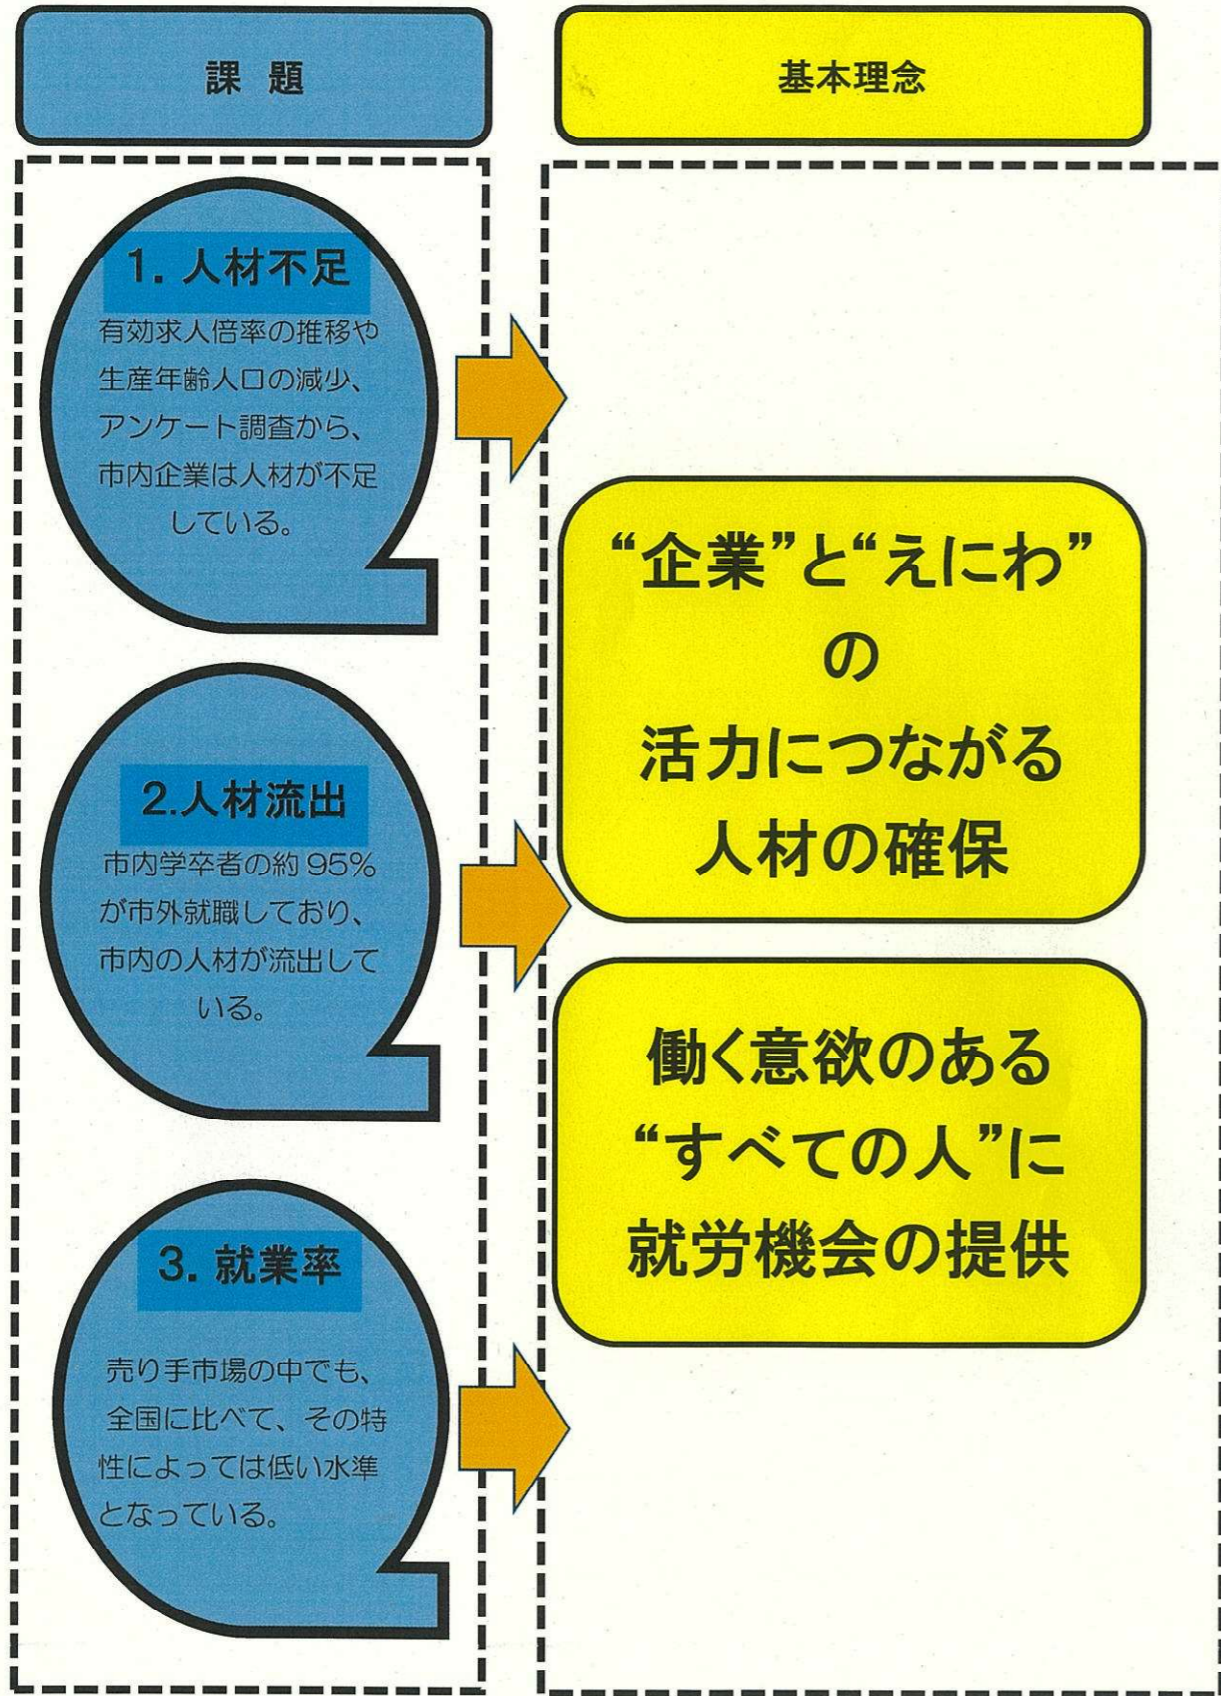 課 題
1. 人材不足
有効求人倍率の推移や
生産年齢人口の減少、
アンケート調査から、
市内企業は人材が不足
している。
2.人材流出
市内学卒者の約 95%
が市外就職しており、
市内の人材が流出して
いる。
3. 就業率
売り手市場の中でも、
全国に比べて、その特
性によっては低い水準
となっている。
基本理念
“企業”と“えにわ”
の
活力につながる
人材の確保
働く意欲のある
“すべての人”に
就労機会の提供